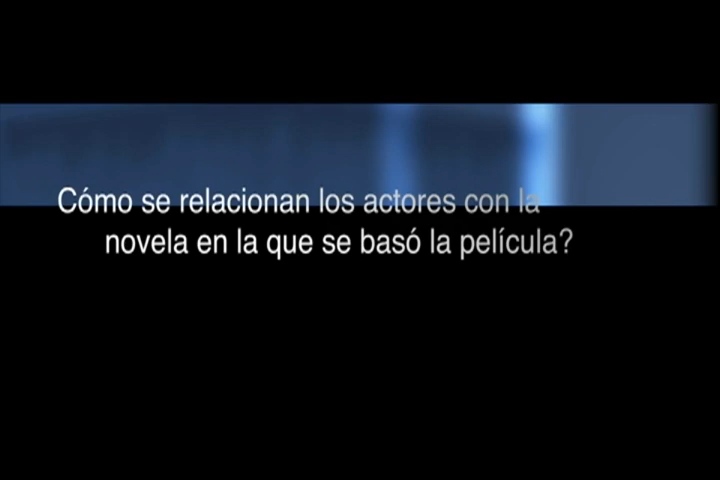 Cómo se relacionan los actores con la
novela en la que se basó la película?